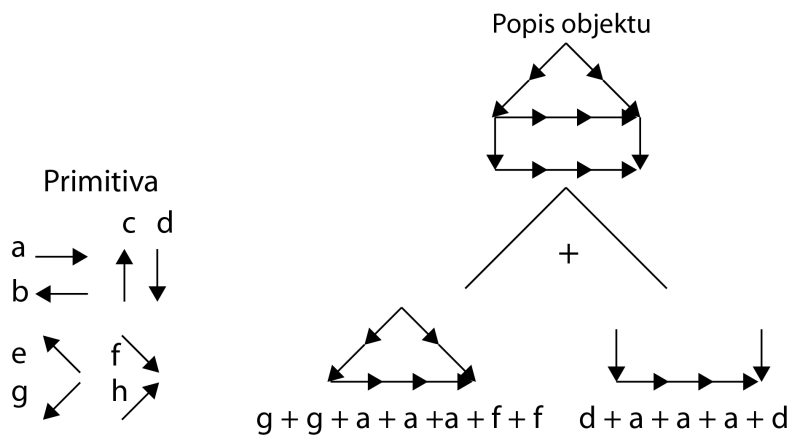 Popis objektu
Primitiva
c d
a
b
+
e f
g h
g + g + a + a +a + f + f
d + a + a + a + d